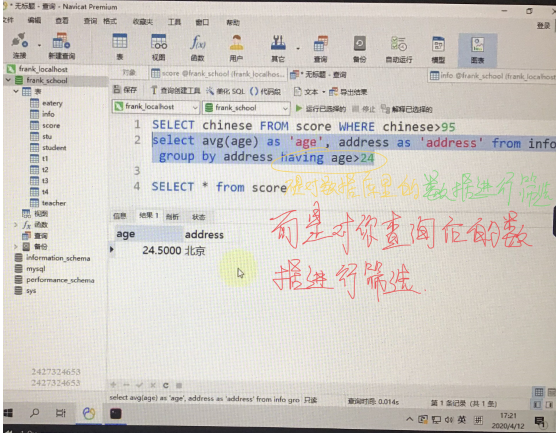 * 无标题 - 查询 - Navicat Premium
文件 编辑 查看 查询 格式 收藏夹 工具 窗口 帮助
登录
连接 新建查询 表 视图 函数 用户 其它 查询 备份 自动运行 模型 图表
frank_localhost
frank_school
表
eatery
info
score
stu
student
t1
t2
t3
t4
teacher
视图
函数
查询
备份
information_schema
mysql
performance_schema
sys
对象 score @frank_school (frank_localhos... * 无标题 - 查询 info @frank_school (frank_localh
保存 查询创建工具 美化 SQL 代码段 文本 导出结果
frank_localhost frank_school 运行已选择的 停止 解释已选择的
1 SELECT chinese FROM score WHERE chinese>95
2 select avg(age) as 'age', address as 'address' from info
group by address having age>24
4 SELECT * from score
数据进行筛选
而是对你查询后的数
据进行筛选
信息 结果 1 剖析 状态
age address
24.5000 北京
2427324653
2427324653
select avg(age) as 'age', address as 'address' from info gro 只读 查询时间: 0.014s 第 1 条记录 (共 1 条)
英 17:21
2020/4/12